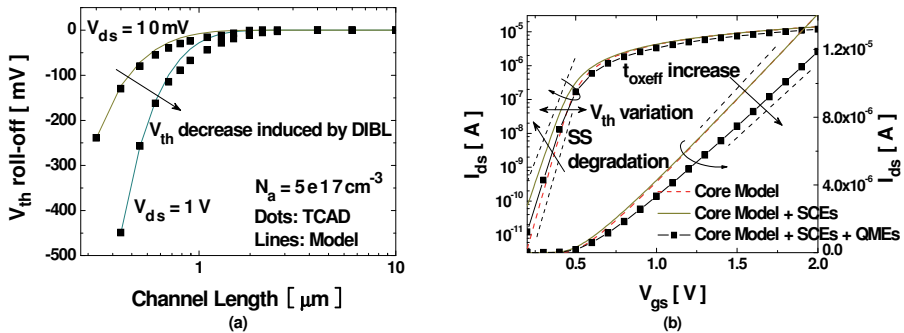 0
-100
-200
-300
-400
-500
V_th roll-off [ mV ]
V_ds = 10 mV
V_th decrease induced by DIBL
N_a = 5e17cm^-3
Dots: TCAD
Lines: Model
V_ds = 1 V
1
10
Channel Length [ μm ]
(a)
10^-5
10^-6
10^-7
10^-8
10^-9
10^-10
10^-11
I_ds [ A ]
t_oxeff increase
V_th variation
SS
degradation
Core Model
Core Model + SCEs
Core Model + SCEs + QMEs
0.5
1.0
1.5
2.0
V_gs [ V ]
1.2x10^-5
8.0x10^-6
4.0x10^-6
0.0
I_ds [ A ]
(b)